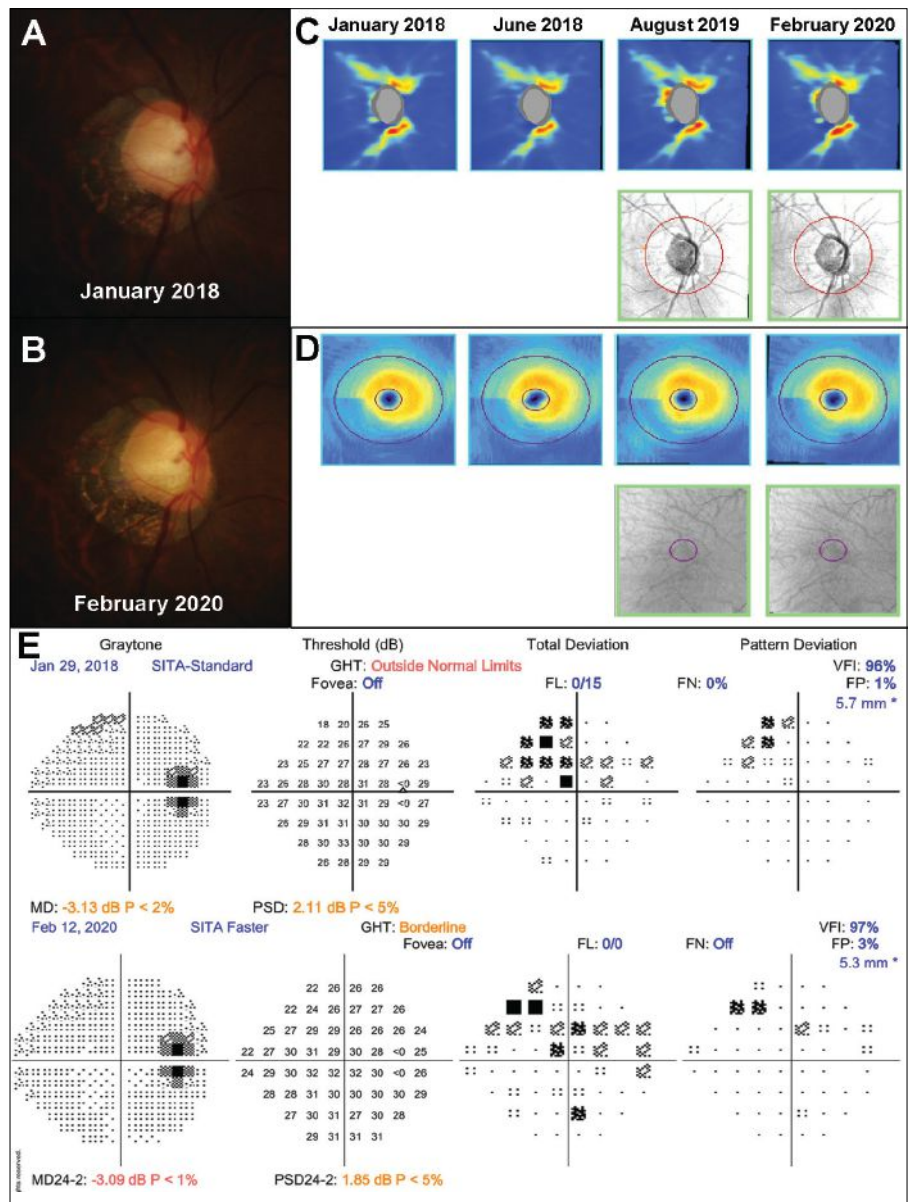 A
January 2018
B
February 2020
C
January 2018 June 2018 August 2019 February 2020
D
E
Graytone Threshold (dB) Total Deviation Pattern Deviation
Jan 29, 2018 SITA-Standard GHT: Outside Normal Limits VFI: 96%
Fovea: Off FL: 0/15 FN: 0% FP: 1%
5.7 mm *
18 20 26 25
22 22 26 27 29 26
23 25 27 27 28 27 26 23
23 26 28 30 28 31 28 <0 29
23 27 30 31 32 31 29 <0 27
26 29 31 31 30 30 30 29
28 30 33 30 30 29
26 33 29 29
MD: -3.13 dB P < 2% PSD: 2.11 dB P < 5%
Feb 12, 2020 SITA Faster GHT: Borderline VFI: 97%
Fovea: Off FL: 0/0 FN: Off FP: 3%
5.3 mm *
22 26 26 26
22 24 26 27 27 26
25 27 29 29 26 26 26 24
22 27 30 31 29 30 28 <0 25
24 29 30 32 32 32 30 <0 26
28 28 31 30 30 30 30 29
27 30 31 27 30 28
29 31 31
MD24-2: -3.09 dB P < 1% PSD24-2: 1.85 dB P < 5%